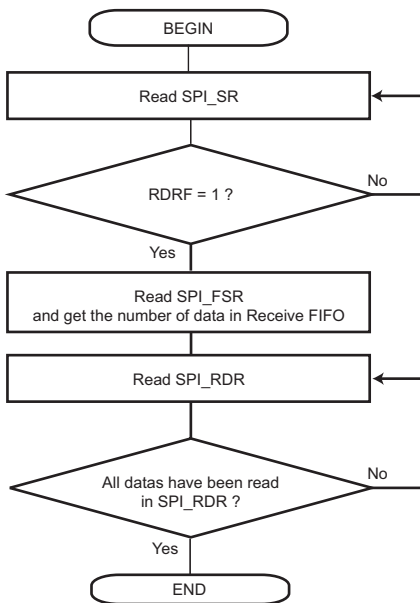 BEGIN
Read SPI_SR
RDRF = 1 ?
No
Yes
Read SPI_FSR
and get the number of data in Receive FIFO
Read SPI_RDR
All datas have been read
in SPI_RDR ?
No
Yes
END